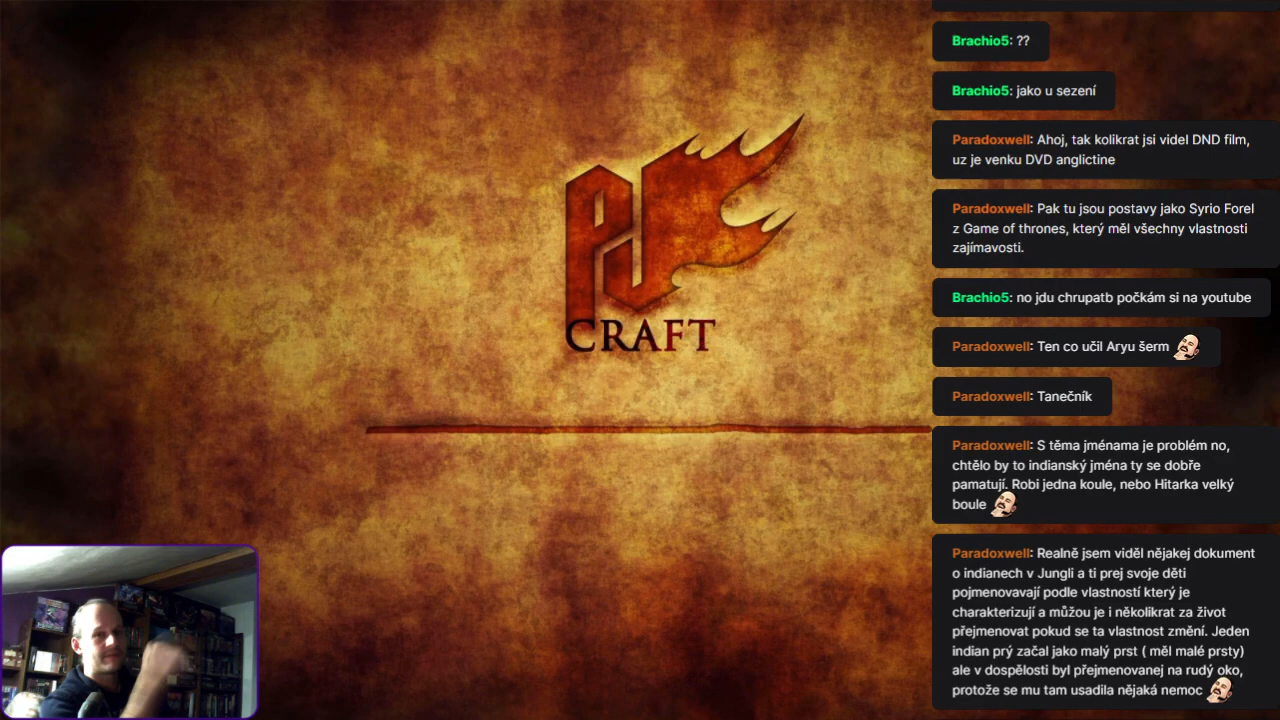 Brachio5: ??
Brachio5: jako u sezení
Paradoxwell: Ahoj, tak kolikrat jsi videl DND film,
uz je venku DVD anglictine
Paradoxwell: Pak tu jsou postavy jako Syrio Forel
z Game of thrones, který měl všechny vlastnosti
zajímavosti.
Brachio5: no jdu chrupatb počkám si na youtube
Paradoxwell: Ten co učil Aryu šerm
Paradoxwell: Tanečník
Paradoxwell: S těma jménama je problém no,
chtělo by to indianský jména ty se dobře
pamatují. Robi jedna koule, nebo Hitarka velký
boule
Paradoxwell: Realně jsem viděl nějakej dokument
o indianech v Jungli a ti prej svoje děti
pojmenovavají podle vlastností který je
charakterizují a můžou je i několikrat za život
přejmenovat pokud se ta vlastnost změní. Jeden
indian prý začal jako malý prst ( měl malé prsty)
ale v dospělosti byl přejmenovanej na rudý oko,
protože se mu tam usadila nějaká nemoc
PJ
CRAFT